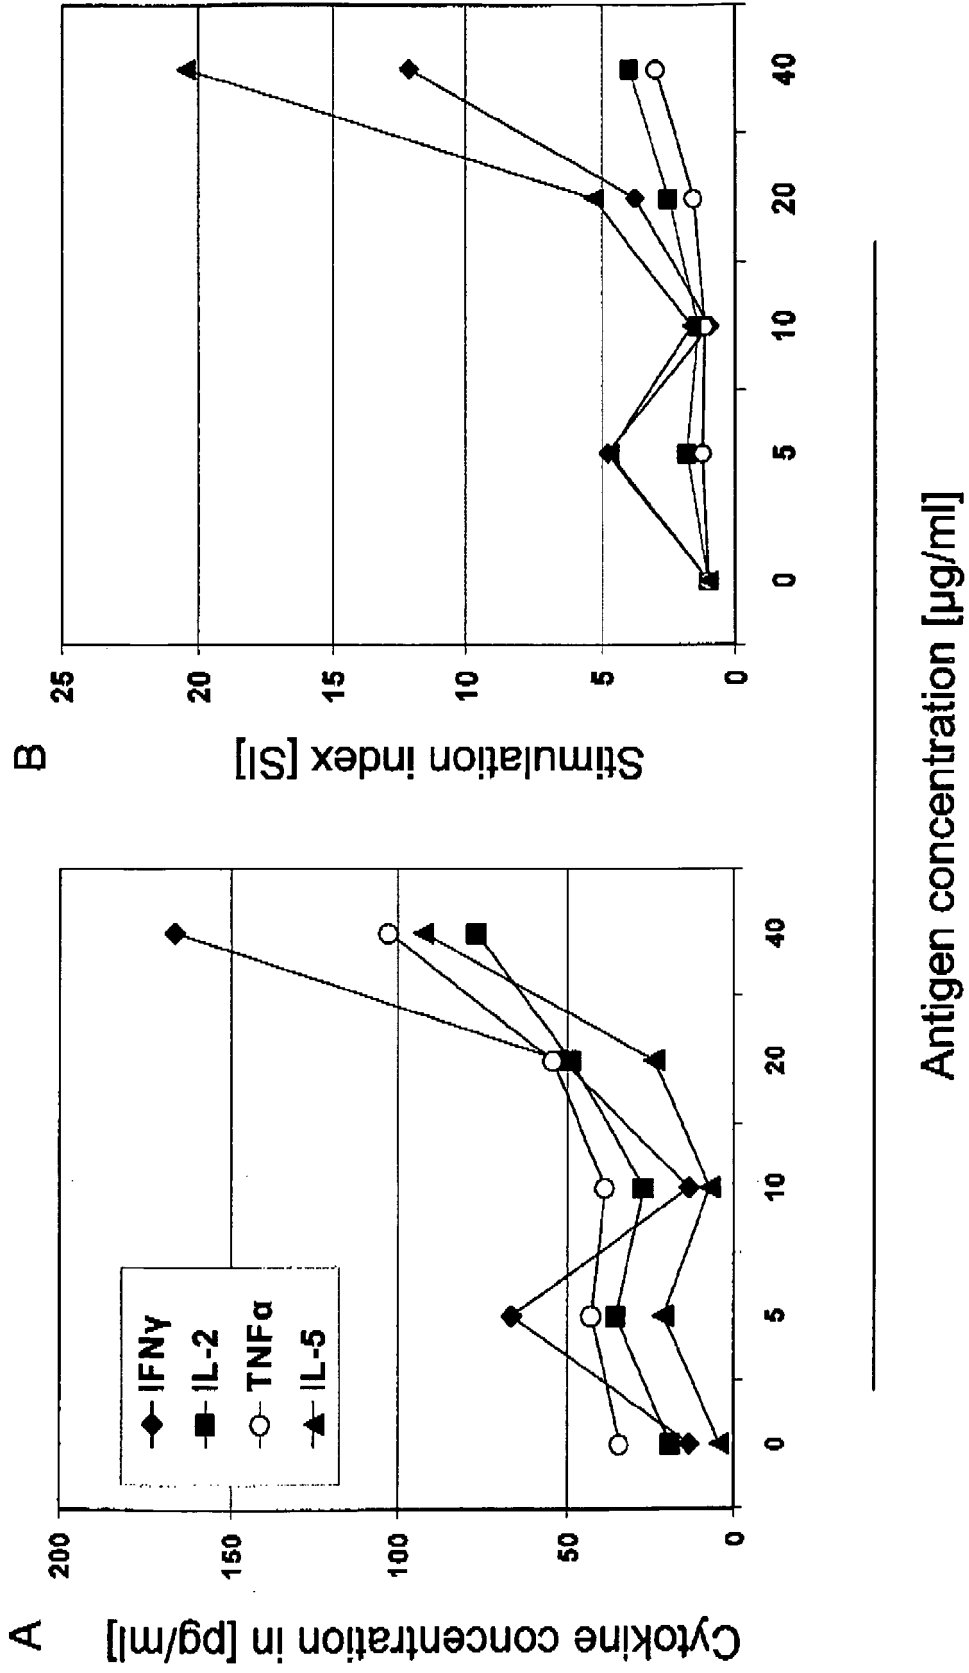 A
Cytokine concentration in [pg/ml]
200
150
100
50
0
IFNγ
IL-2
TNFα
IL-5
0 5 10 20 40
B
Stimulation index [SI]
25
20
15
10
5
0
0 5 10 20 40
Antigen concentration [µg/ml]